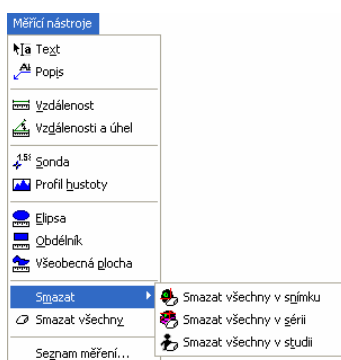 Měřící nástroje
Text
Popis
Vzdálenost
Vzdálenosti a úhel
Sonda
Profil hustoty
Elipsa
Obdélník
Všeobecná plocha
Smazat
Smazat všechny v snímku
Smazat všechny
Smazat všechny v sérii
Smazat všechny v studii
Seznam měření...